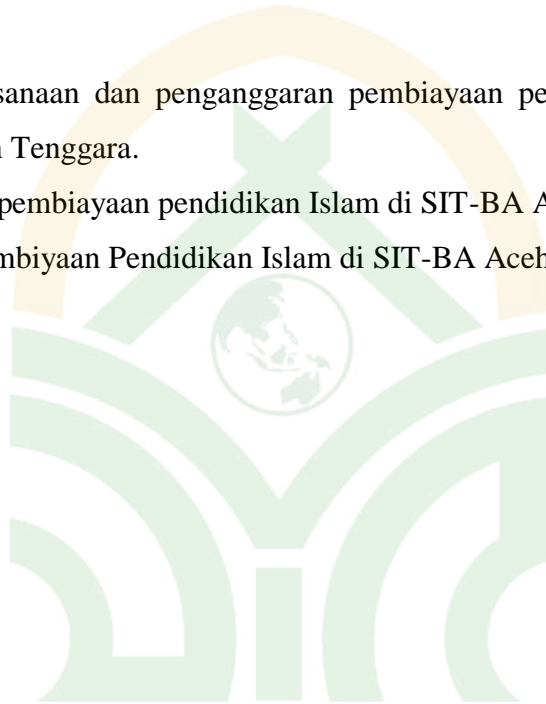 sanaan dan penganggaran pembiayaan pe
n Tenggara.
pembiayaan pendidikan Islam di SIT-BA A
mbiyaan Pendidikan Islam di SIT-BA Aceh